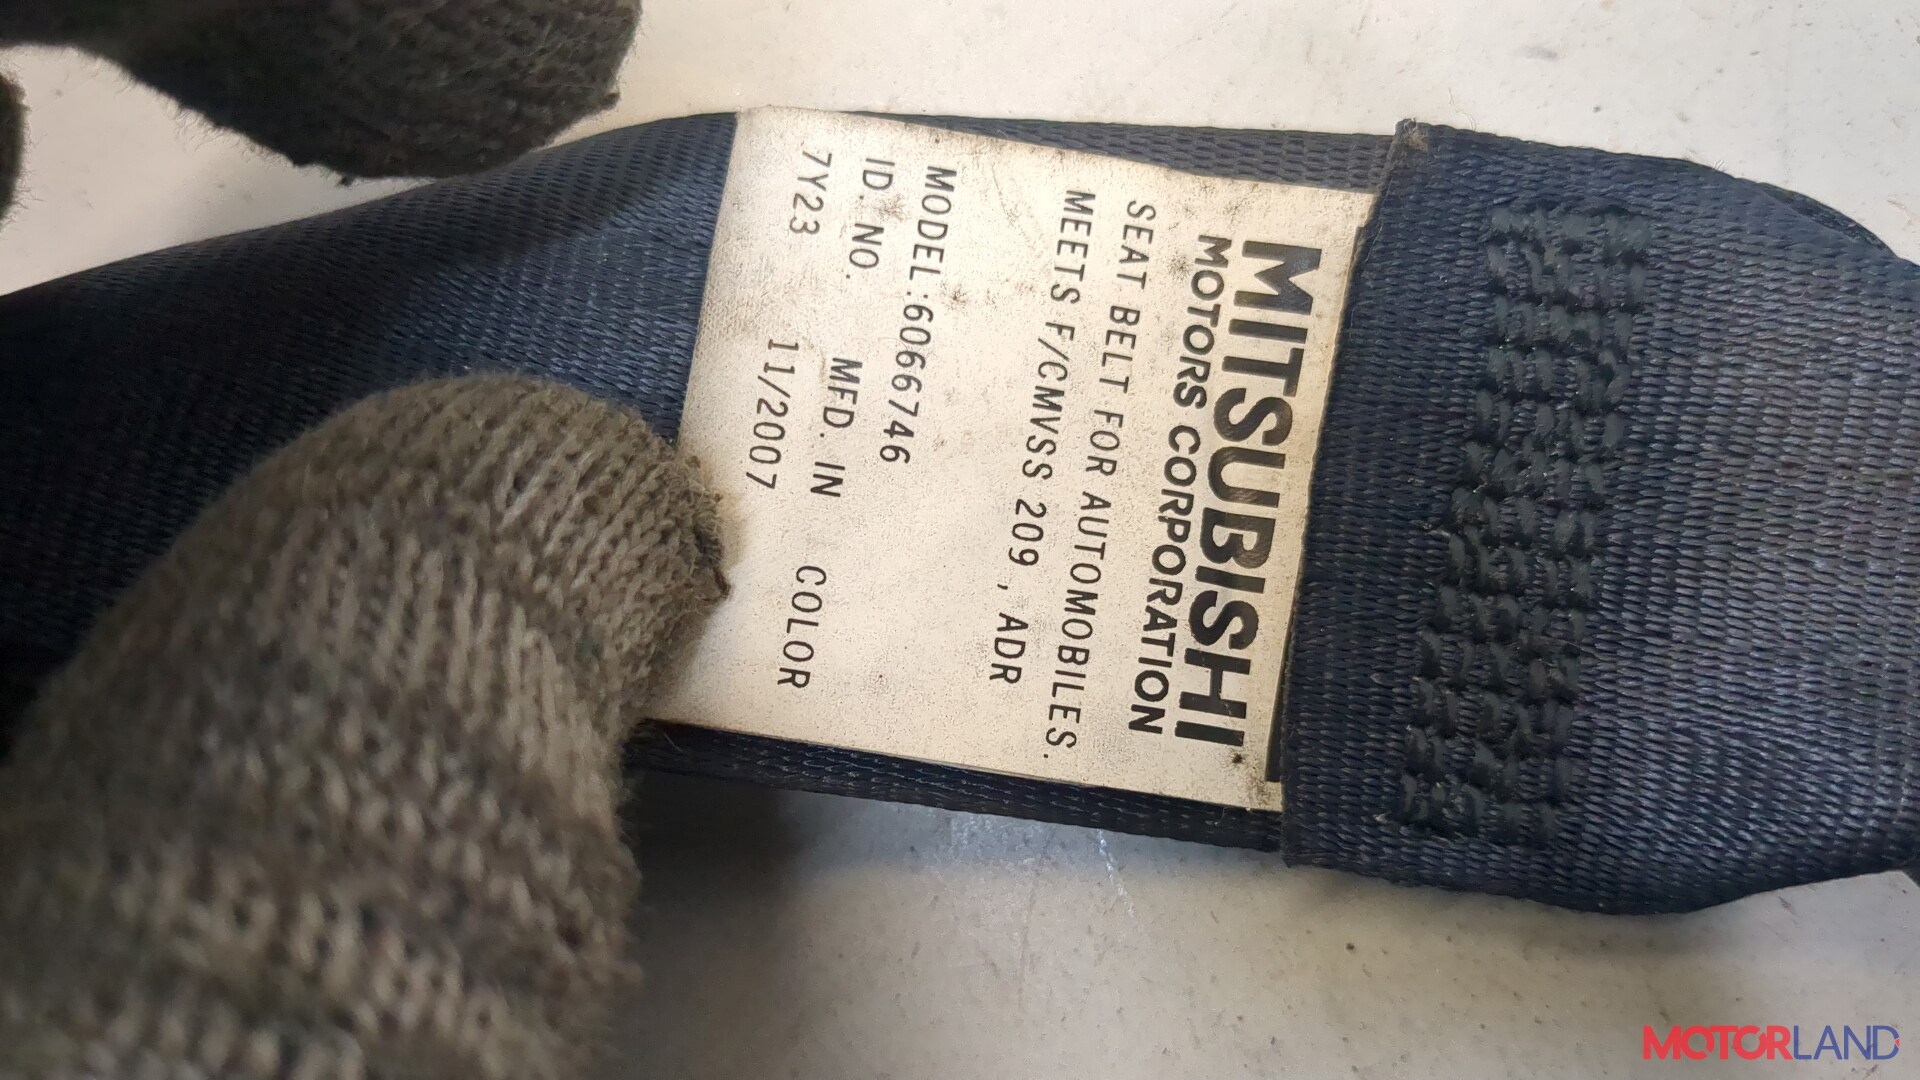 MITSUBISHI
MOTORS CORPORATION
SEAT BELT FOR AUTOMOBILES.
MEETS F/CMVSS 209 , ADR
MODEL:6066746
ID. NO. MFD. IN COLOR
7Y23 11/2007
MOTORLAND